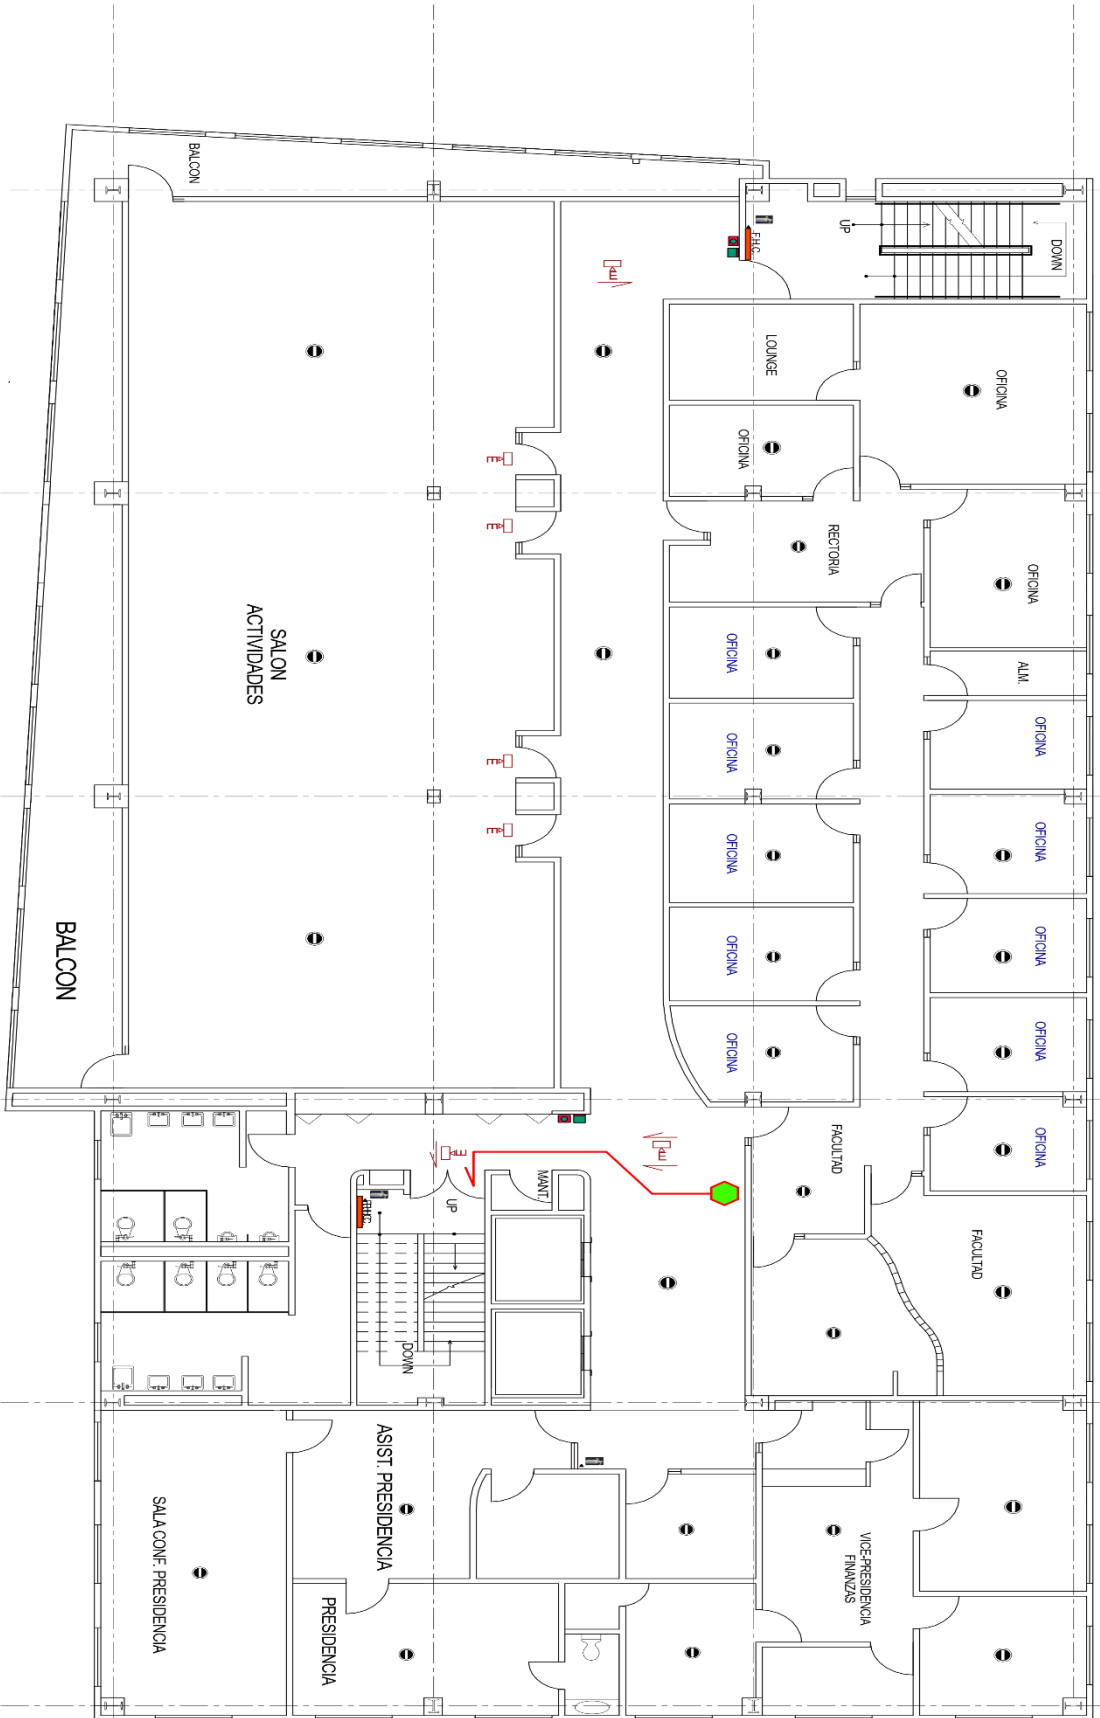 BALCON
UP
DOWN
F.H.C.
E
LOUNGE
OFICINA
OFICINA
E
E
RECTORIA
OFICINA
SALON
ACTIVIDADES
OFICINA
ALM.
OFICINA
OFICINA
E
E
OFICINA
OFICINA
OFICINA
OFICINA
OFICINA
OFICINA
BALCON
OFICINA
FACULTAD
E
E
MANT.
UP
F.H.C.
FACULTAD
DOWN
ASIST. PRESIDENCIA
SALA CONF. PRESIDENCIA
VICE-PRESIDENCIA
FINANZAS
PRESIDENCIA